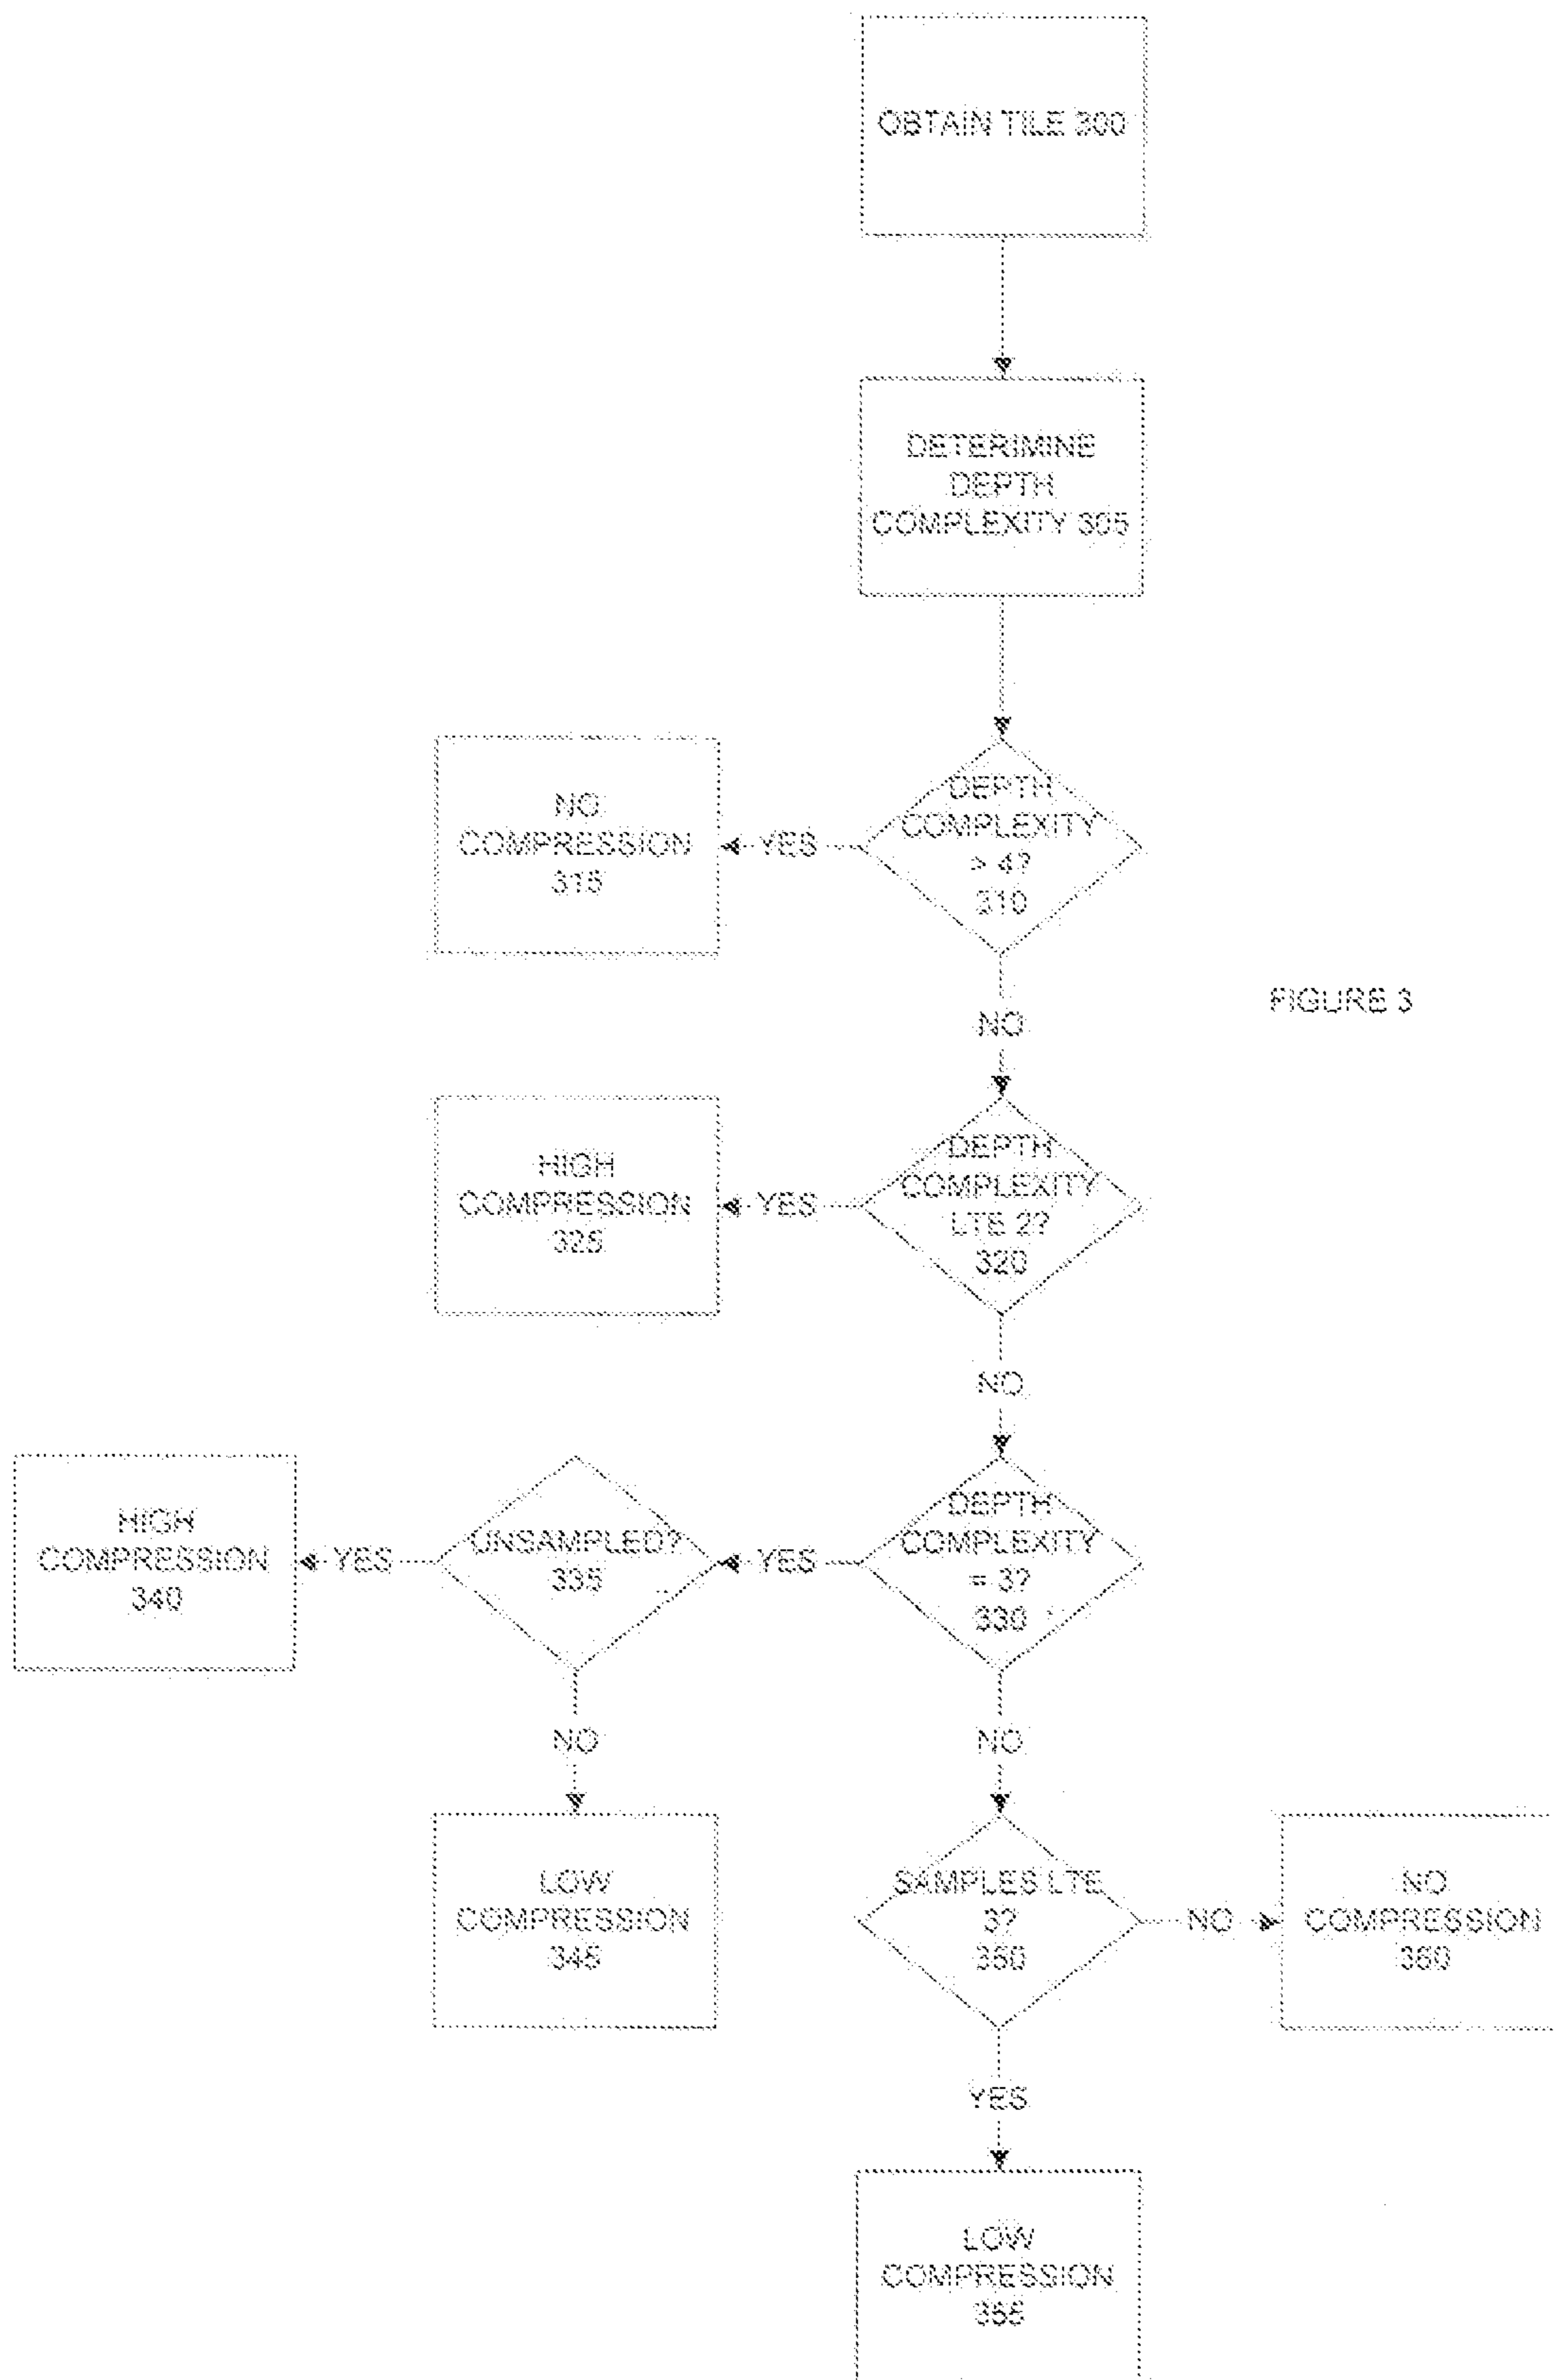 OBTAIN TILE 300
DETERIMINE
DEPTH
COMPLEXITY 305
DEPTH
COMPLEXITY
> 4?
310
YES
NO
COMPRESSION
315
NO
FIGURE 3
DEPTH
COMPLEXITY
LTE 2?
320
YES
HIGH
COMPRESSION
325
NO
DEPTH
COMPLEXITY
= 3?
330
YES
UNSAMPLED?
335
YES
HIGH
COMPRESSION
340
NO
LOW
COMPRESSION
345
NO
SAMPLES LTE
3?
350
NO
NO
COMPRESSION
360
YES
LOW
COMPRESSION
355